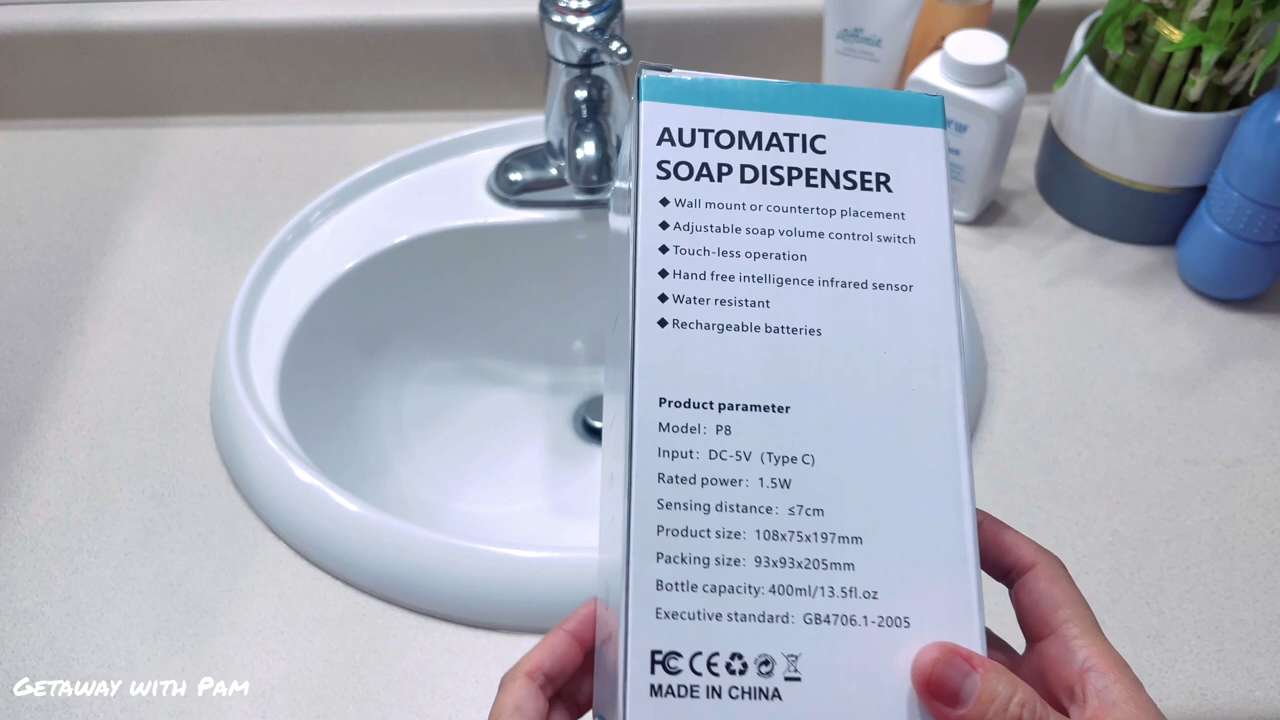 AUTOMATIC
SOAP DISPENSER
◆ Wall mount or countertop placement
◆ Adjustable soap volume control switch
◆ Touch-less operation
◆ Hand free intelligence infrared sensor
◆ Water resistant
◆ Rechargeable batteries
Product parameter
Model: P8
Input: DC-5V (Type C)
Rated power: 1.5W
Sensing distance: ≤7cm
Product size: 108x75x197mm
Packing size: 93x93x205mm
Bottle capacity: 400ml/13.5fl.oz
Executive standard: GB4706.1-2005
FC CE
MADE IN CHINA
GETAWAY WITH PAM